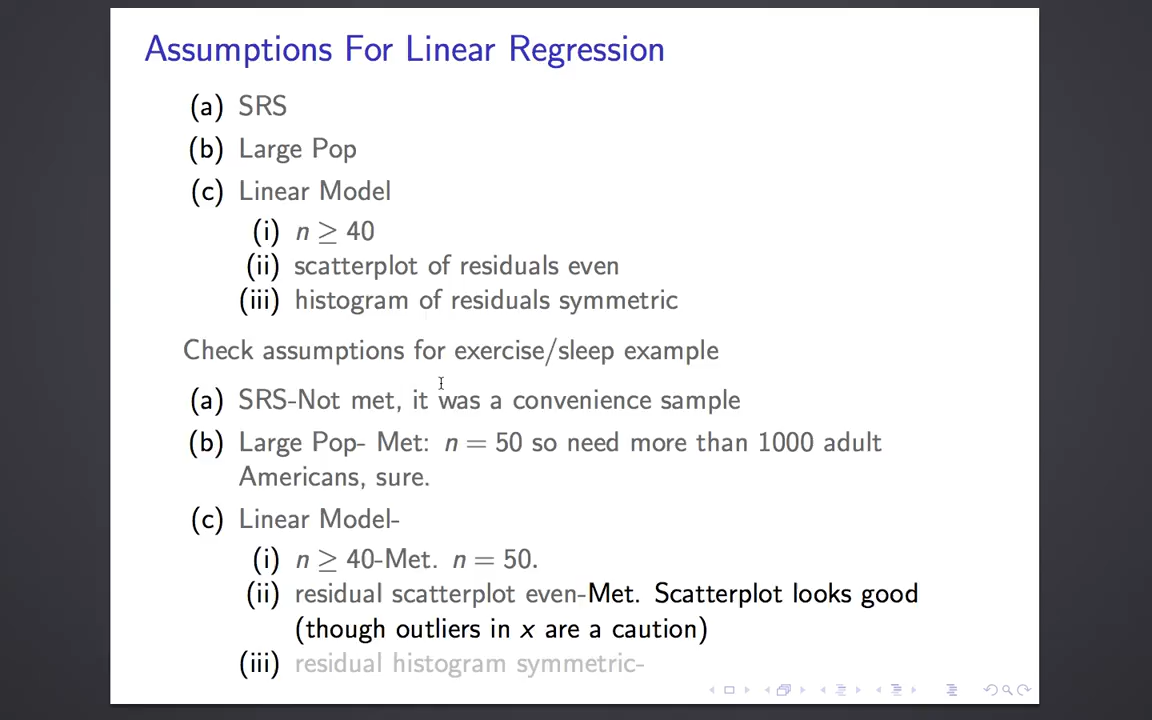 Assumptions For Linear Regression
(a) SRS
(b) Large Pop
(c) Linear Model
(i) n ≥ 40
(ii) scatterplot of residuals even
(iii) histogram of residuals symmetric
Check assumptions for exercise/sleep example
(a) SRS-Not met, it was a convenience sample
(b) Large Pop- Met: n = 50 so need more than 1000 adult
Americans, sure.
(c) Linear Model-
(i) n ≥ 40-Met. n = 50.
(ii) residual scatterplot even-Met. Scatterplot looks good
(though outliers in x are a caution)
(iii) residual histogram symmetric-